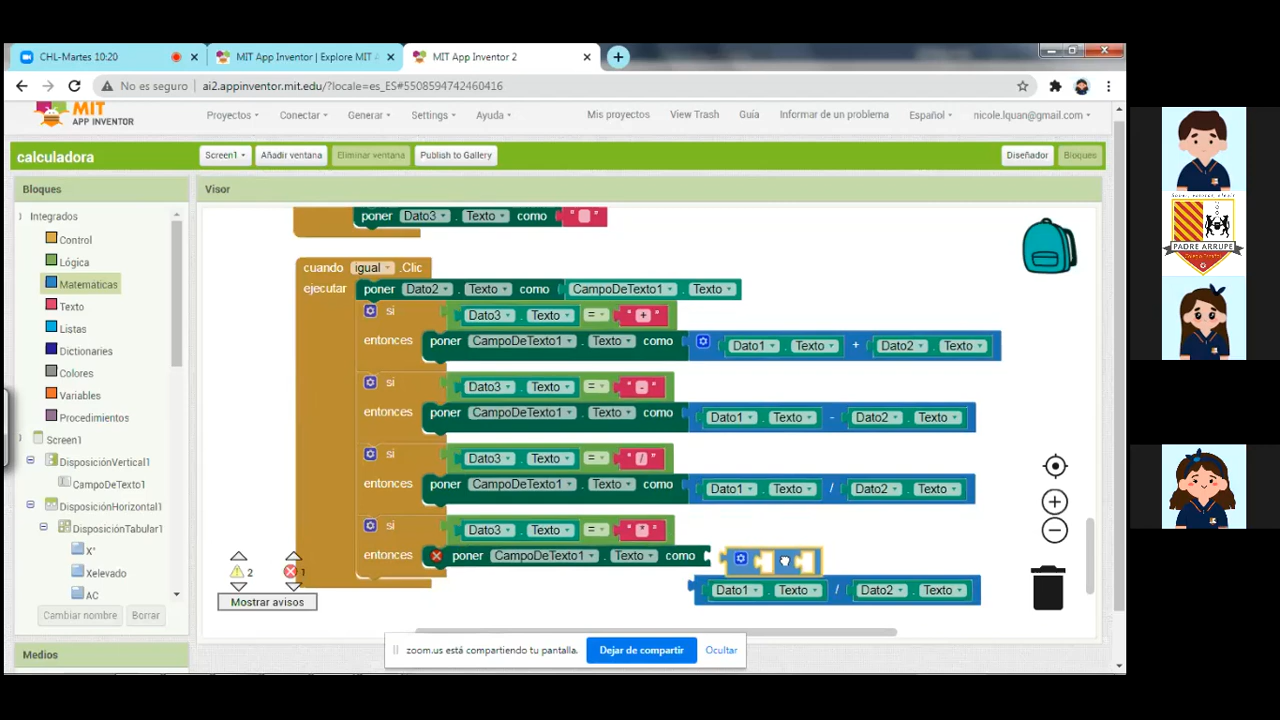 CHL-Martes 10:20
MIT App Inventor | Explore MIT
MIT App Inventor 2
No es seguro
ai2.appinventor.mit.edu/?locale=es_ES#5508594742460416
MIT
APP INVENTOR
Proyectos
Conectar
Generar
Settings
Ayuda
Mis proyectos
View Trash
Guía
Informar de un problema
Español
nicole.lquan@gmail.com
calculadora
Screen1
Añadir ventana
Eliminar ventana
Publish to Gallery
Diseñador
Bloques
Bloques
Visor
Integrados
Control
Lógica
Matemáticas
Texto
Listas
Dictionaries
Colores
Variables
Procedimientos
Screen1
DisposiciónVertical1
CampoDeTexto1
DisposiciónHorizontal1
DisposiciónTabular1
X"
Xelevado
AC
Cambiar nombre
Borrar
Medios
poner Dato3 . Texto como " "
cuando igual .Clic
ejecutar poner Dato2 . Texto como CampoDeTexto1 . Texto
si Dato3 . Texto = " + "
entonces poner CampoDeTexto1 . Texto como Dato1 . Texto + Dato2 . Texto
si Dato3 . Texto = " - "
entonces poner CampoDeTexto1 . Texto como Dato1 . Texto - Dato2 . Texto
si Dato3 . Texto = " / "
entonces poner CampoDeTexto1 . Texto como Dato1 . Texto / Dato2 . Texto
si Dato3 . Texto = " * "
entonces poner CampoDeTexto1 . Texto como
Dato1 . Texto / Dato2 . Texto
2
1
Mostrar avisos
zoom.us está compartiendo tu pantalla.
Dejar de compartir
Ocultar
PADRE ARRUPE